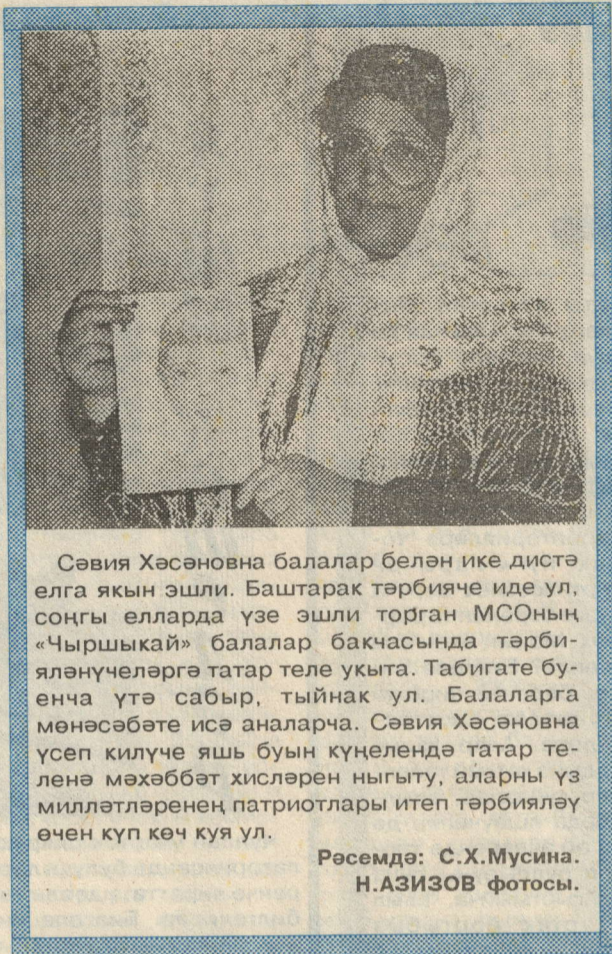 Сәвия Хәсәновна балалар белән ике дистә
елга якын эшли. Баштарак тәрбияче иде ул,
соңгы елларда үзе эшли торган МСОның
«Чыршыкай» балалар бакчасында тәрби-
яләнүчеләргә татар теле укыта. Табигате бу-
енча үтә сабыр, тыйнак ул. Балаларга
мөнәсәбәте исә аналарча. Сәвия Хәсәновна
үсеп килүче яшь буын күңелендә татар те-
ленә мәхәббәт хисләрен ныгыту, аларны үз
милләтләренең патриотлары итеп тәрбияләү
өчен күп көч куя ул.
Рәсемдә: С.Х.Мусина.
Н.АЗИЗОВ фотосы.